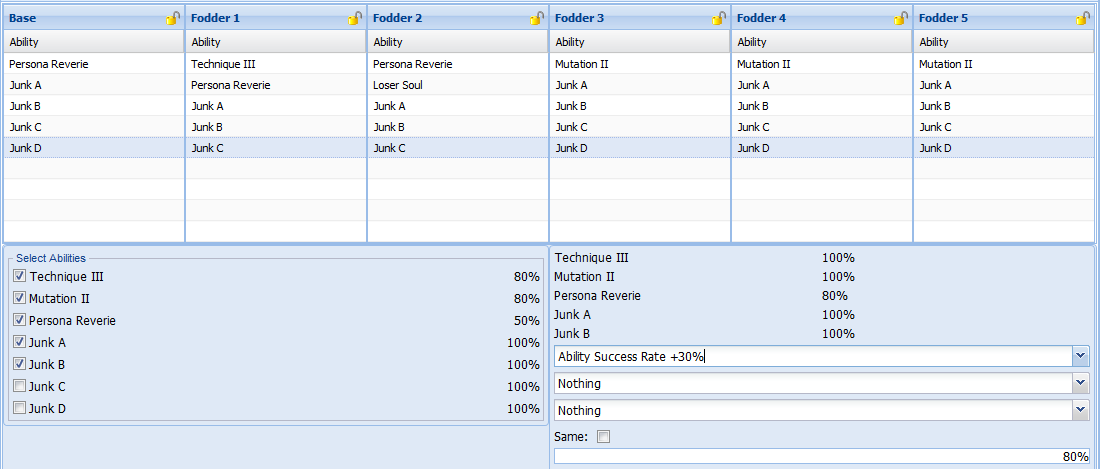 Base Fodder 1 Fodder 2 Fodder 3 Fodder 4 Fodder 5
Ability Ability Ability Ability Ability Ability
Persona Reverie Technique III Persona Reverie Mutation II Mutation II Mutation II
Junk A Persona Reverie Loser Soul Junk A Junk A Junk A
Junk B Junk A Junk A Junk B Junk B Junk B
Junk C Junk B Junk B Junk C Junk C Junk C
Junk D Junk C Junk C Junk D Junk D Junk D
Select Abilities
Technique III 80%
Mutation II 80%
Persona Reverie 50%
Junk A 100%
Junk B 100%
Junk C 100%
Junk D 100%
Technique III 100%
Mutation II 100%
Persona Reverie 80%
Junk A 100%
Junk B 100%
Ability Success Rate +30%
Nothing
Nothing
Same:
80%